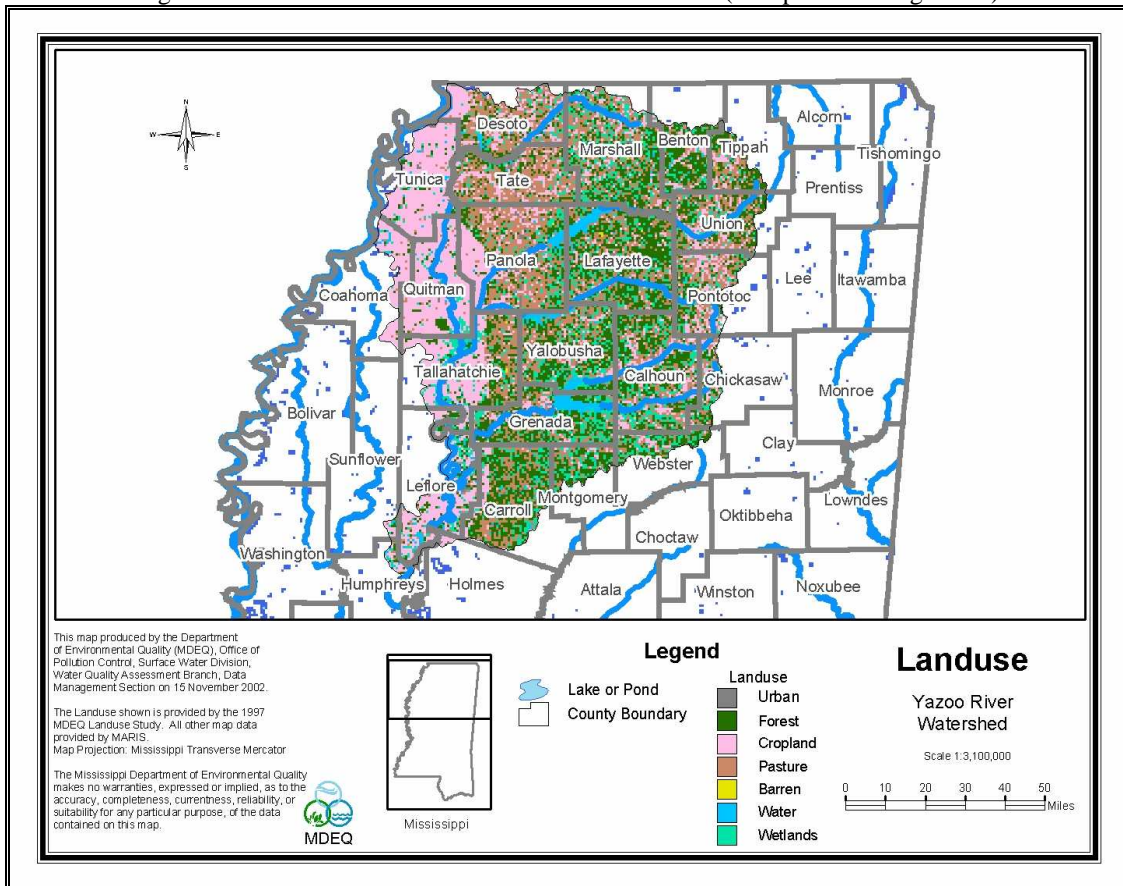 N
W E
S
Desoto
Marshall
Benton
Tippah
Alcorn
Tishomingo
Prentiss
Tunica
Tate
Union
Panola
Lafayette
Lee
Itawamba
Coahoma
Quitman
Pontotoc
Yalobusha
Tallahatchie
Calhoun
Chickasaw
Monroe
Bolivar
Grenada
Clay
Sunflower
Webster
Leflore
Montgomery
Carroll
Oktibbeha
Lowndes
Choctaw
Washington
Humphreys
Holmes
Attala
Winston
Noxubee
This map produced by the Department
of Environmental Quality (MDEQ), Office of
Pollution Control, Surface Water Division,
Water Quality Assessment Branch, Data
Management Section on 15 November 2002.
The Landuse shown is provided by the 1997
MDEQ Landuse Study. All other map data
provided by MARIS.
Map Projection: Mississippi Transverse Mercator
The Mississippi Department of Environmental Quality
makes no warranties, expressed or implied, as to the
accuracy, completeness, currentness, reliability, or
suitability for any particular purpose, of the data
contained on this map.
MDEQ
Mississippi
Legend
Lake or Pond
County Boundary
Landuse
Urban
Forest
Cropland
Pasture
Barren
Water
Wetlands
Landuse
Yazoo River
Watershed
Scale 1:3,100,000
0 10 20 30 40 50
Miles